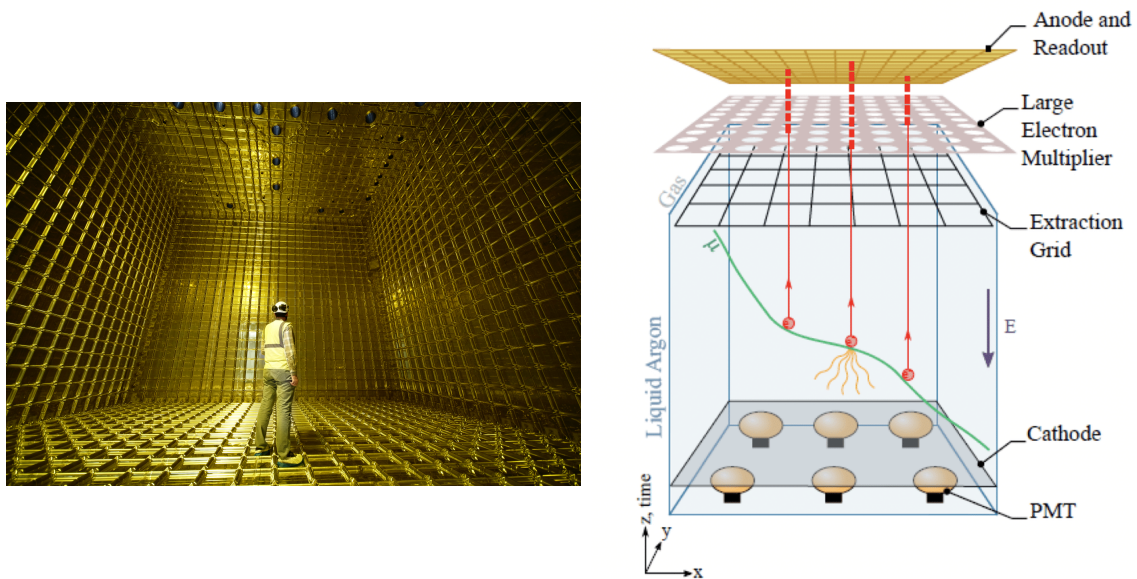 Anode and
Readout
Large
Electron
Multiplier
Gas
Extraction
Grid
μ
E
Liquid Argon
Cathode
PMT
z, time
y
x